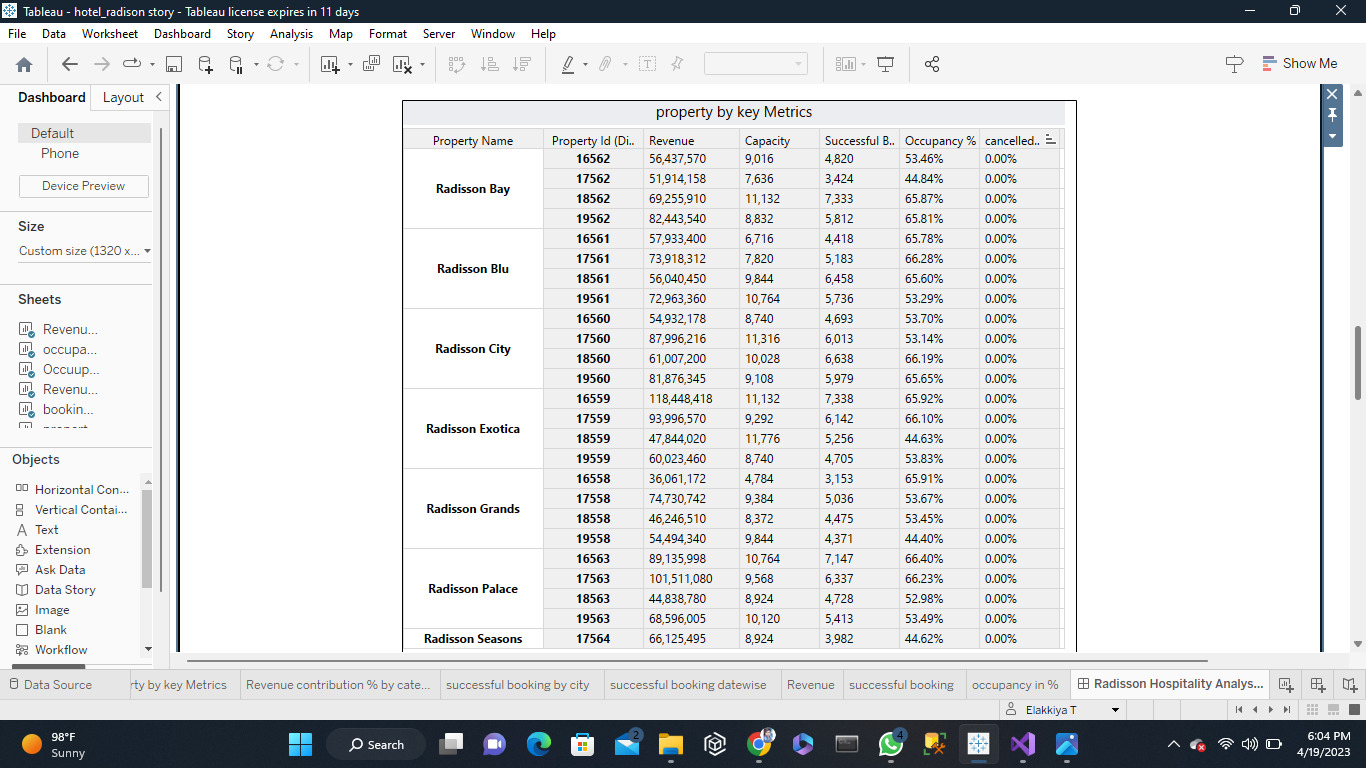 Tableau - hotel_radison story - Tableau license expires in 11 days
File Data Worksheet Dashboard Story Analysis Map Format Server Window Help
Show Me
Dashboard Layout
Default
Phone
Device Preview
Size
Custom size (1320 x...
Sheets
Revenu...
occupa...
Occuup...
Revenu...
bookin...
Objects
Horizontal Con...
Vertical Contai...
Text
Extension
Ask Data
Data Story
Image
Blank
Workflow
property by key Metrics
Property Name Property Id (Di.. Revenue Capacity Successful B.. Occupancy % cancelled..
Radisson Bay
16562 56,437,570 9,016 4,820 53.46% 0.00%
17562 51,914,158 7,636 3,424 44.84% 0.00%
18562 69,255,910 11,132 7,333 65.87% 0.00%
19562 82,443,540 8,832 5,812 65.81% 0.00%
Radisson Blu
16561 57,933,400 6,716 4,418 65.78% 0.00%
17561 73,918,312 7,820 5,183 66.28% 0.00%
18561 56,040,450 9,844 6,458 65.60% 0.00%
19561 72,963,360 10,764 5,736 53.29% 0.00%
Radisson City
16560 54,932,178 8,740 4,693 53.70% 0.00%
17560 87,996,216 11,316 6,013 53.14% 0.00%
18560 61,007,200 10,028 6,638 66.19% 0.00%
19560 81,876,345 9,108 5,979 65.65% 0.00%
Radisson Exotica
16559 118,448,418 11,132 7,338 65.92% 0.00%
17559 93,996,570 9,292 6,142 66.10% 0.00%
18559 47,844,020 11,776 5,256 44.63% 0.00%
19559 60,023,460 8,740 4,705 53.83% 0.00%
Radisson Grands
16558 36,061,172 4,784 3,153 65.91% 0.00%
17558 74,730,742 9,384 5,036 53.67% 0.00%
18558 46,246,510 8,372 4,475 53.45% 0.00%
19558 54,494,340 9,844 4,371 44.40% 0.00%
Radisson Palace
16563 89,135,998 10,764 7,147 66.40% 0.00%
17563 101,511,080 9,568 6,337 66.23% 0.00%
18563 44,838,780 8,924 4,728 52.98% 0.00%
19563 68,596,005 10,120 5,413 53.49% 0.00%
Radisson Seasons 17564 66,125,495 8,924 3,982 44.62% 0.00%
Data Source rty by key Metrics Revenue contribution % by cate... successful booking by city successful booking datewise Revenue successful booking occupancy in % Radisson Hospitality Analys...
Elakkiya T
98°F
Sunny
Search
2
4
6:04 PM
4/19/2023